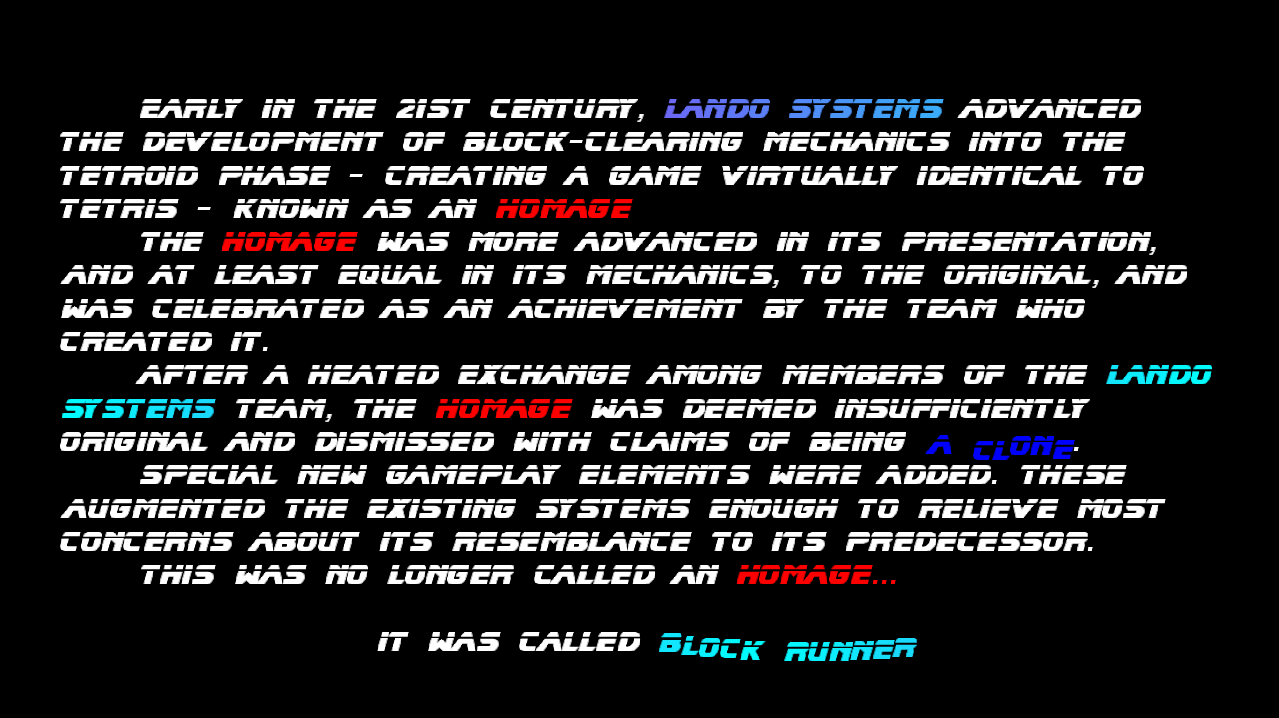 EARLY IN THE 21ST CENTURY, LANDO SYSTEMS ADVANCED
THE DEVELOPMENT OF BLOCK-CLEARING MECHANICS INTO THE
TETROID PHASE - CREATING A GAME VIRTUALLY IDENTICAL TO
TETRIS - KNOWN AS AN HOMAGE
THE HOMAGE WAS MORE ADVANCED IN ITS PRESENTATION,
AND AT LEAST EQUAL IN ITS MECHANICS, TO THE ORIGINAL, AND
WAS CELEBRATED AS AN ACHIEVEMENT BY THE TEAM WHO
CREATED IT.
AFTER A HEATED EXCHANGE AMONG MEMBERS OF THE LANDO
SYSTEMS TEAM, THE HOMAGE WAS DEEMED INSUFFICIENTLY
ORIGINAL AND DISMISSED WITH CLAIMS OF BEING A CLONE.
SPECIAL NEW GAMEPLAY ELEMENTS WERE ADDED. THESE
AUGMENTED THE EXISTING SYSTEMS ENOUGH TO RELIEVE MOST
CONCERNS ABOUT ITS RESEMBLANCE TO ITS PREDECESSOR.
THIS WAS NO LONGER CALLED AN HOMAGE...
IT WAS CALLED BLOCK RUNNER